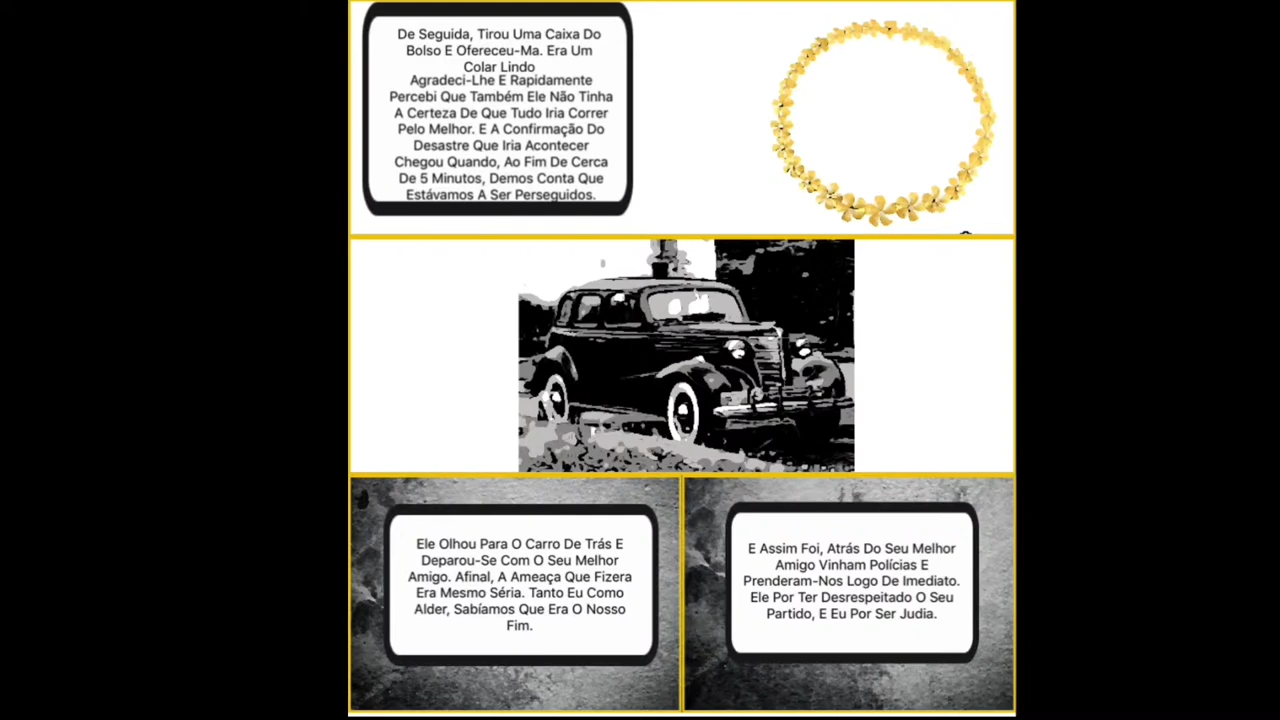 De Seguida, Tirou Uma Caixa Do
Bolso E Ofereceu-Ma. Era Um
Colar Lindo
Agradeci-Lhe E Rapidamente
Percebi Que Também Ele Não Tinha
A Certeza De Que Tudo Iria Correr
Pelo Melhor. E A Confirmação Do
Desastre Que Iria Acontecer
Chegou Quando, Ao Fim De Cerca
De 5 Minutos, Demos Conta Que
Estávamos A Ser Perseguidos.
Ele Olhou Para O Carro De Trás E
Deparou-Se Com O Seu Melhor
Amigo. Afinal, A Ameaça Que Fizera
Era Mesmo Séria. Tanto Eu Como
Alder, Sabíamos Que Era O Nosso
Fim.
E Assim Foi, Atrás Do Seu Melhor
Amigo Vinham Polícias E
Prenderam-Nos Logo De Imediato.
Ele Por Ter Desrespeitado O Seu
Partido, E Eu Por Ser Judia.